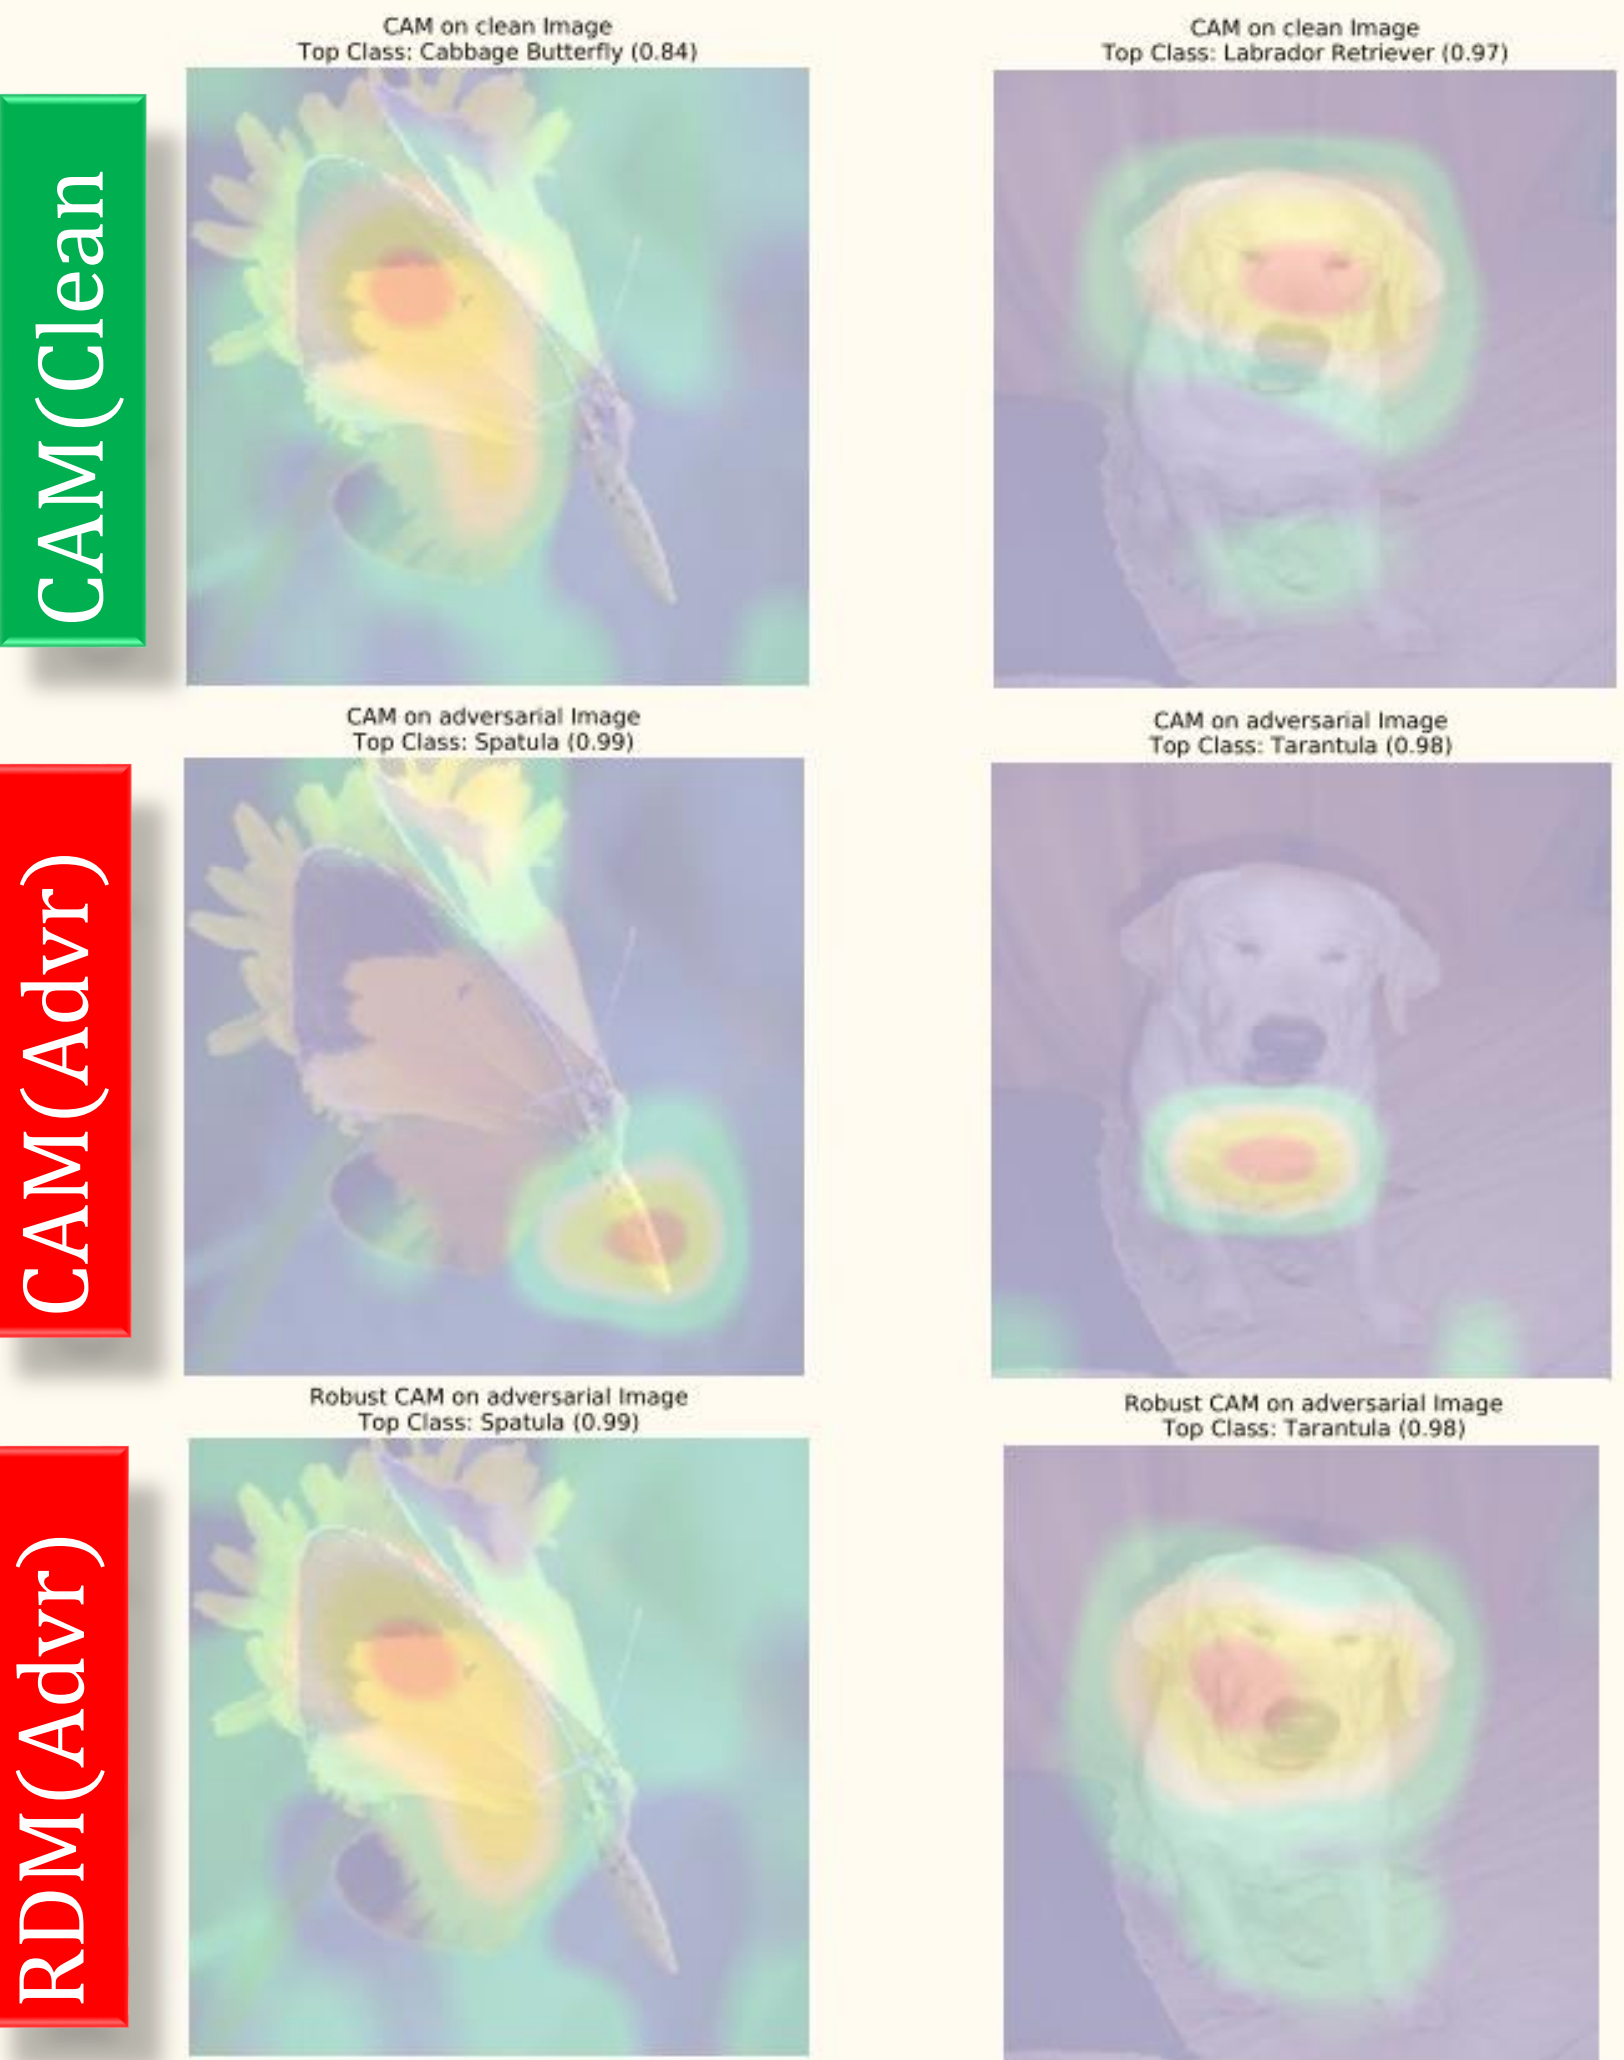 CAM on clean Image
Top Class: Cabbage Butterfly (0.84)
CAM on clean Image
Top Class: Labrador Retriever (0.97)
CAM(Clean
CAM on adversarial Image
Top Class: Spatula (0.99)
CAM on adversarial Image
Top Class: Tarantula (0.98)
CAM(Advr)
Robust CAM on adversarial Image
Top Class: Spatula (0.99)
Robust CAM on adversarial Image
Top Class: Tarantula (0.98)
RDM(Advr)